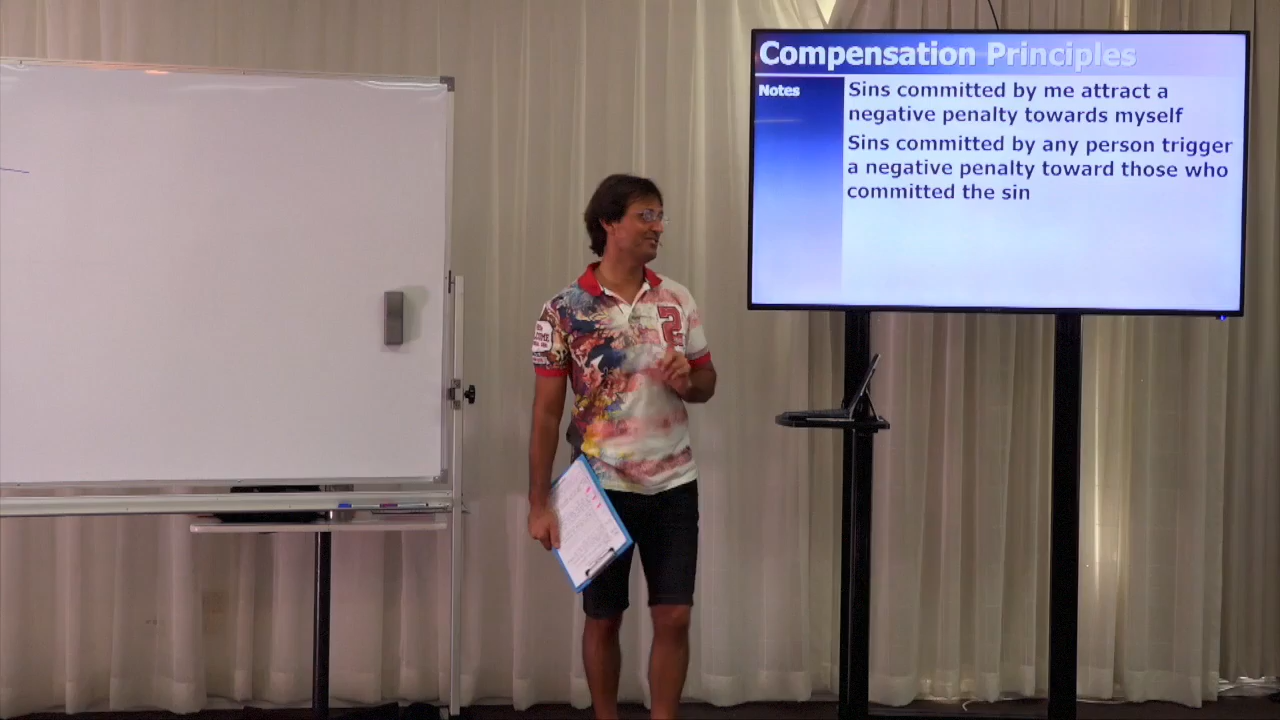 Compensation Principles
Notes
Sins committed by me attract a
negative penalty towards myself
Sins committed by any person trigger
a negative penalty toward those who
committed the sin
2